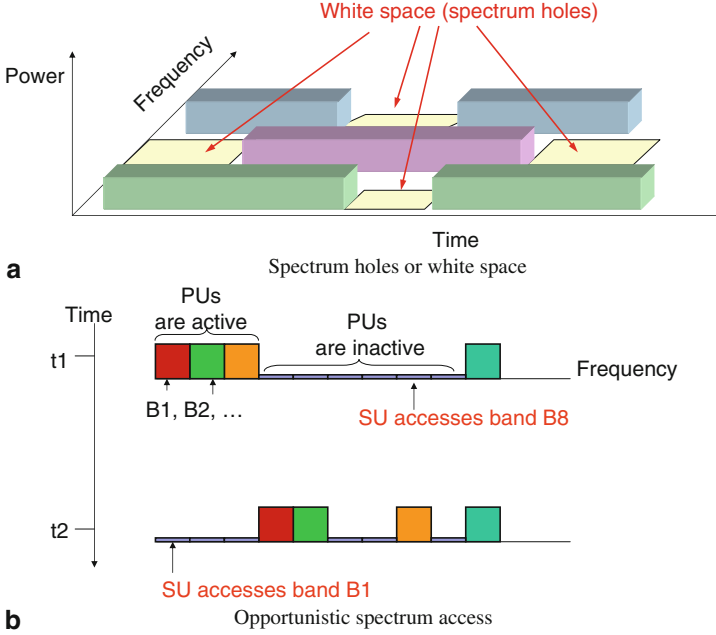 White space (spectrum holes)
Power
Frequency
Time
a
Spectrum holes or white space
Time
PUs
are active
PUs
are inactive
t1
Frequency
B1, B2, …
SU accesses band B8
t2
SU accesses band B1
b
Opportunistic spectrum access